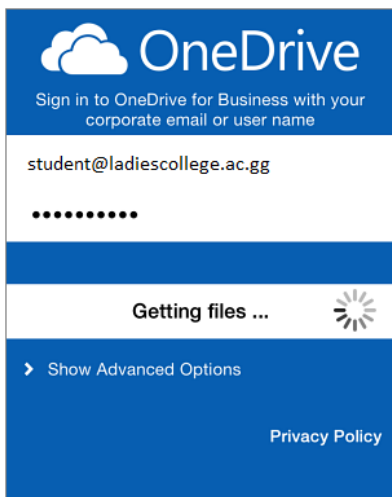 OneDrive
Sign in to OneDrive for Business with your
corporate email or user name
student@ladiescollege.ac.gg
••••••••••
Getting files ...
Show Advanced Options
Privacy Policy